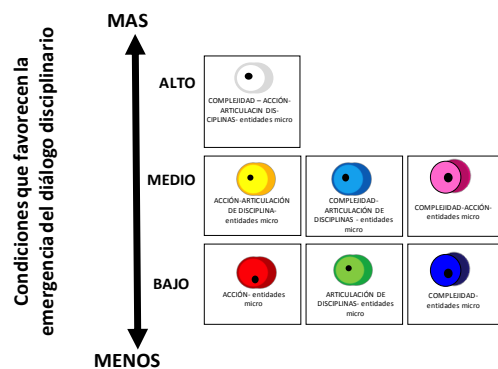 Condiciones que favorecen la
emergencia del diálogo disciplinario
MAS
ALTO
COMPLEJIDAD – ACCIÓN-
ARTICULACIN DIS-
CIPLINAS- entidades micro
MEDIO
ACCIÓN-ARTICULACIÓN
DE DISCIPLINA-
entidades micro
COMPLEJIDAD-
ARTICULACIÓN DE
DISCIPLINAS - entidades
micro
COMPLEJIDAD-ACCIÓN-
entidades micro
BAJO
ACCIÓN- entidades
micro
ARTICULACIÓN DE
DISCIPLINAS- entidades
micro
COMPLEJIDAD-
entidades micro
MENOS